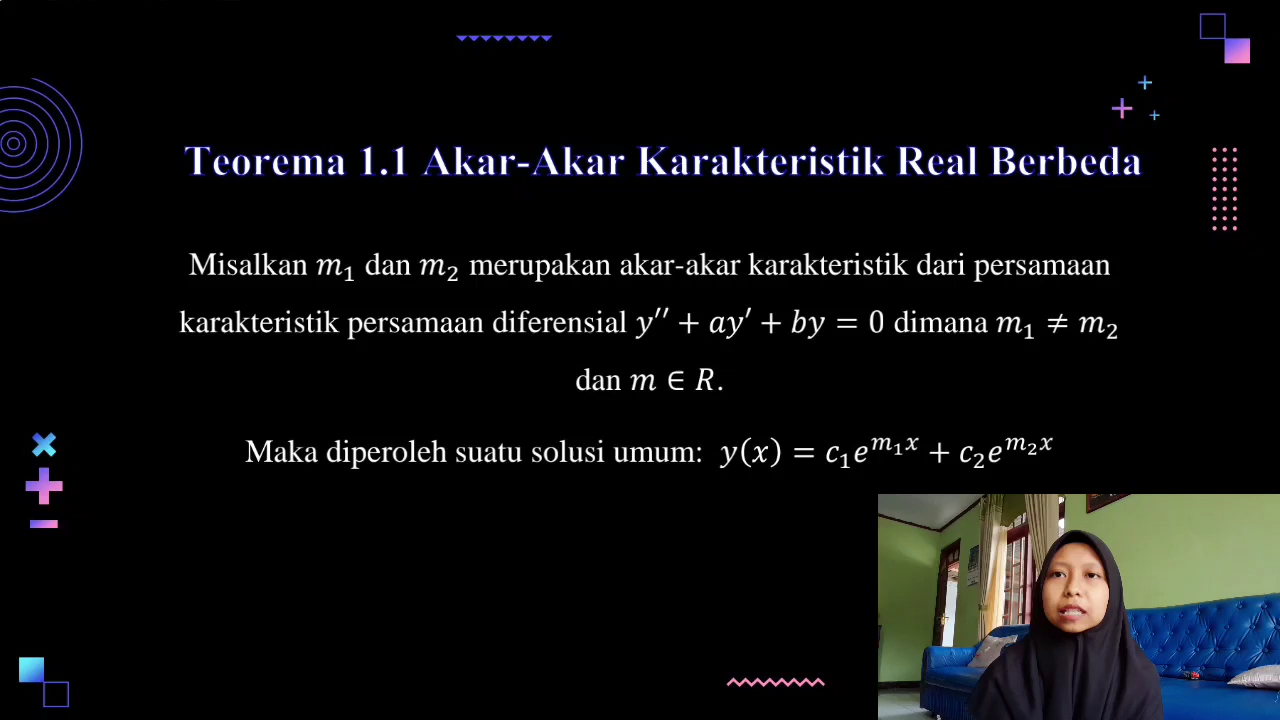 Teorema 1.1 Akar-Akar Karakteristik Real Berbeda
Misalkan m₁ dan m₂ merupakan akar-akar karakteristik dari persamaan
karakteristik persamaan diferensial y′′ + ay′ + by = 0 dimana m₁ ≠ m₂
dan m ∈ R.
Maka diperoleh suatu solusi umum: y(x) = c₁e^{m₁x} + c₂e^{m₂x}